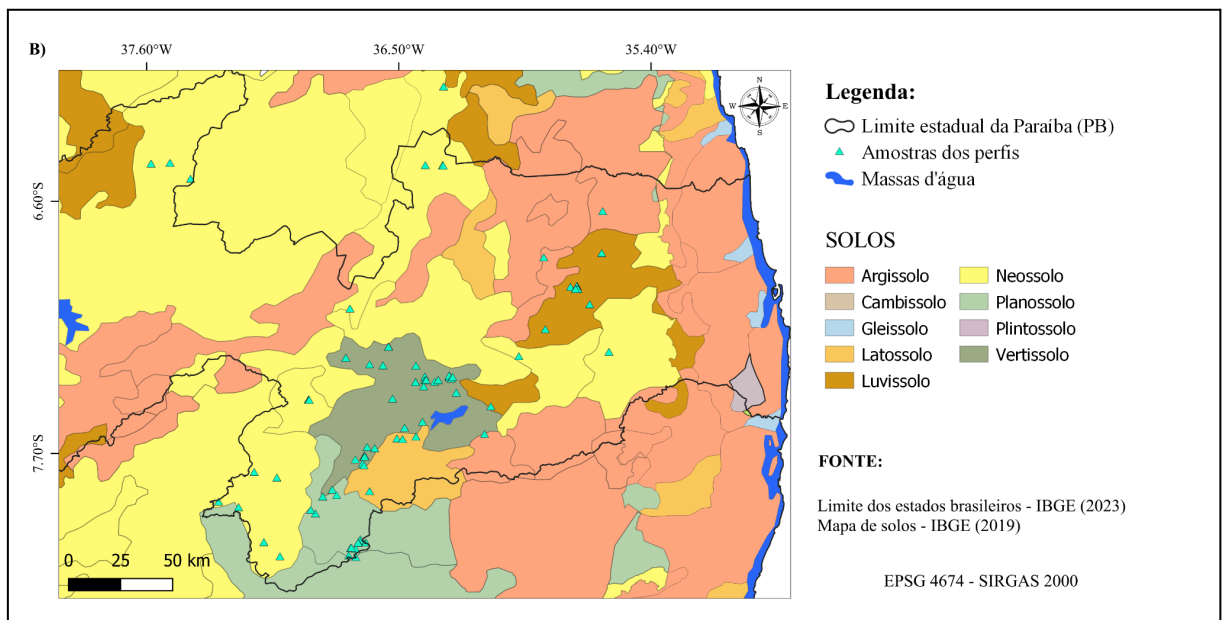 B)
37.60°W 36.50°W 35.40°W
6.60°S
7.70°S
N
W E
S
0 25 50 km
Legenda:
Limite estadual da Paraíba (PB)
Amostras dos perfis
Massas d'água
SOLOS
Argissolo Neossolo
Cambissolo Planossolo
Gleissolo Plintossolo
Latossolo Vertissolo
Luvissolo
FONTE:
Limite dos estados brasileiros - IBGE (2023)
Mapa de solos - IBGE (2019)
EPSG 4674 - SIRGAS 2000